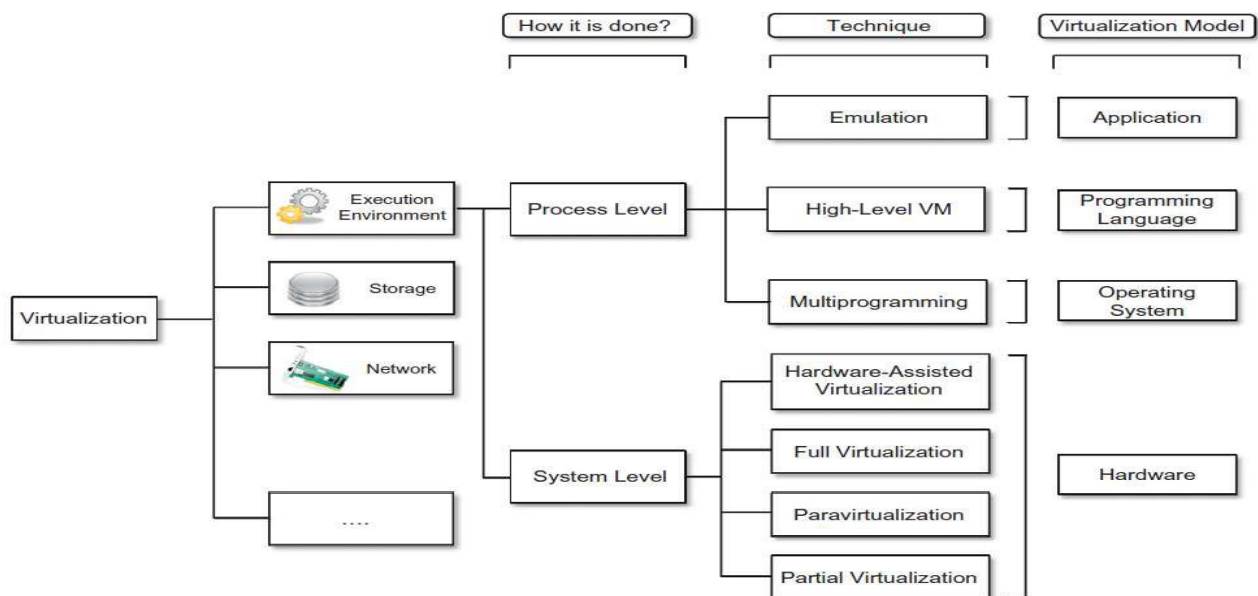 How it is done?
Technique
Virtualization Model
Emulation
Application
Execution
Environment
Process Level
High-Level VM
Programming
Language
Storage
Multiprogramming
Operating
System
Virtualization
Network
Hardware-Assisted
Virtualization
Full Virtualization
System Level
Hardware
Paravirtualization
....
Partial Virtualization